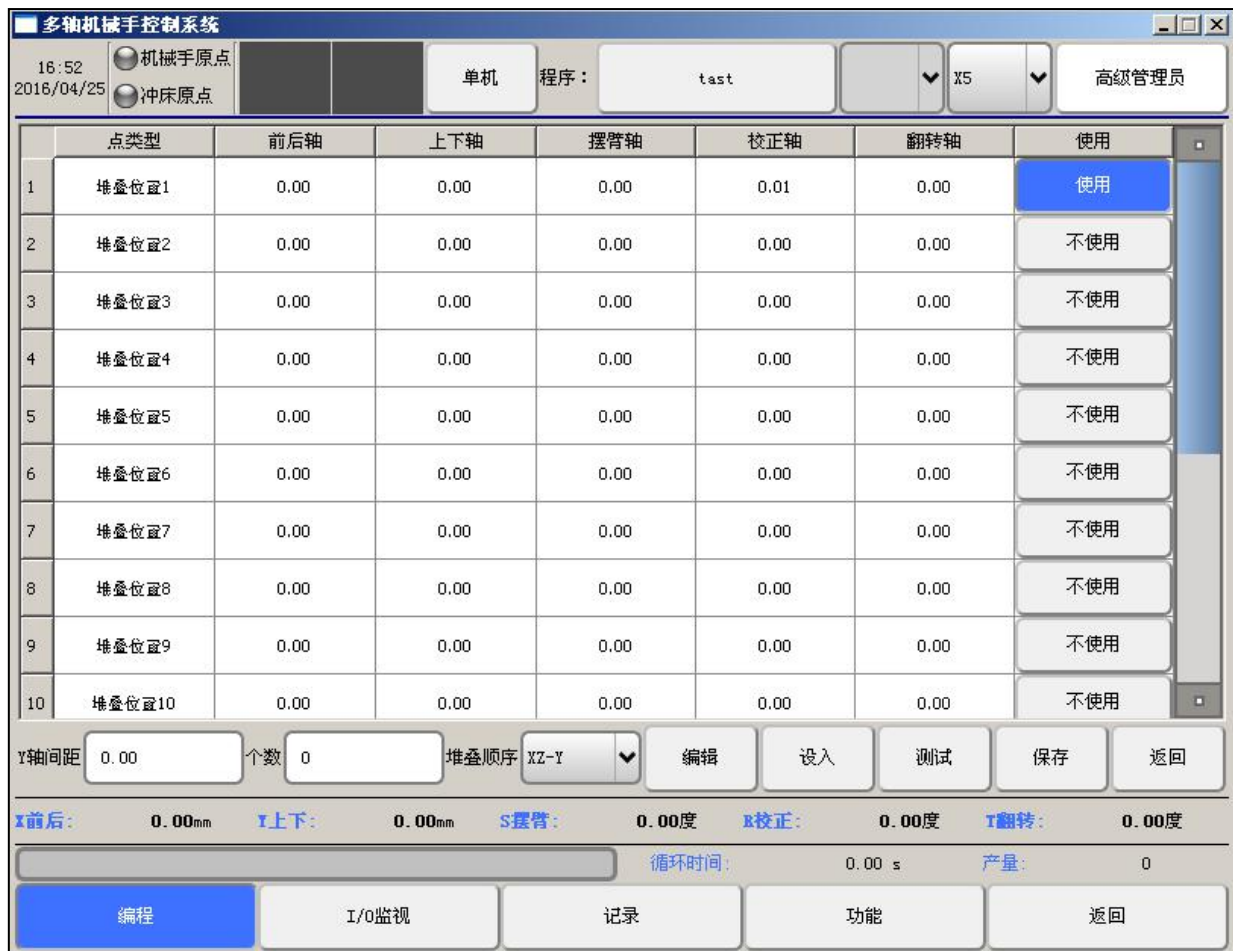 多轴机械手控制系统
16:52 机械手原点 单机 程序： tast X5 高级管理员
2016/04/25 冲床原点
点类型 前后轴 上下轴 摆臂轴 校正轴 翻转轴 使用
1 堆叠位置1 0.00 0.00 0.00 0.01 0.00 使用
2 堆叠位置2 0.00 0.00 0.00 0.00 0.00 不使用
3 堆叠位置3 0.00 0.00 0.00 0.00 0.00 不使用
4 堆叠位置4 0.00 0.00 0.00 0.00 0.00 不使用
5 堆叠位置5 0.00 0.00 0.00 0.00 0.00 不使用
6 堆叠位置6 0.00 0.00 0.00 0.00 0.00 不使用
7 堆叠位置7 0.00 0.00 0.00 0.00 0.00 不使用
8 堆叠位置8 0.00 0.00 0.00 0.00 0.00 不使用
9 堆叠位置9 0.00 0.00 0.00 0.00 0.00 不使用
10 堆叠位置10 0.00 0.00 0.00 0.00 0.00 不使用
Y轴间距 0.00 个数 0 堆叠顺序 XZ-Y 编辑 设入 测试 保存 返回
X前后: 0.00mm Y上下: 0.00mm S摆臂: 0.00度 R校正: 0.00度 T翻转: 0.00度
循环时间: 0.00 s 产量: 0
编程 I/O监视 记录 功能 返回